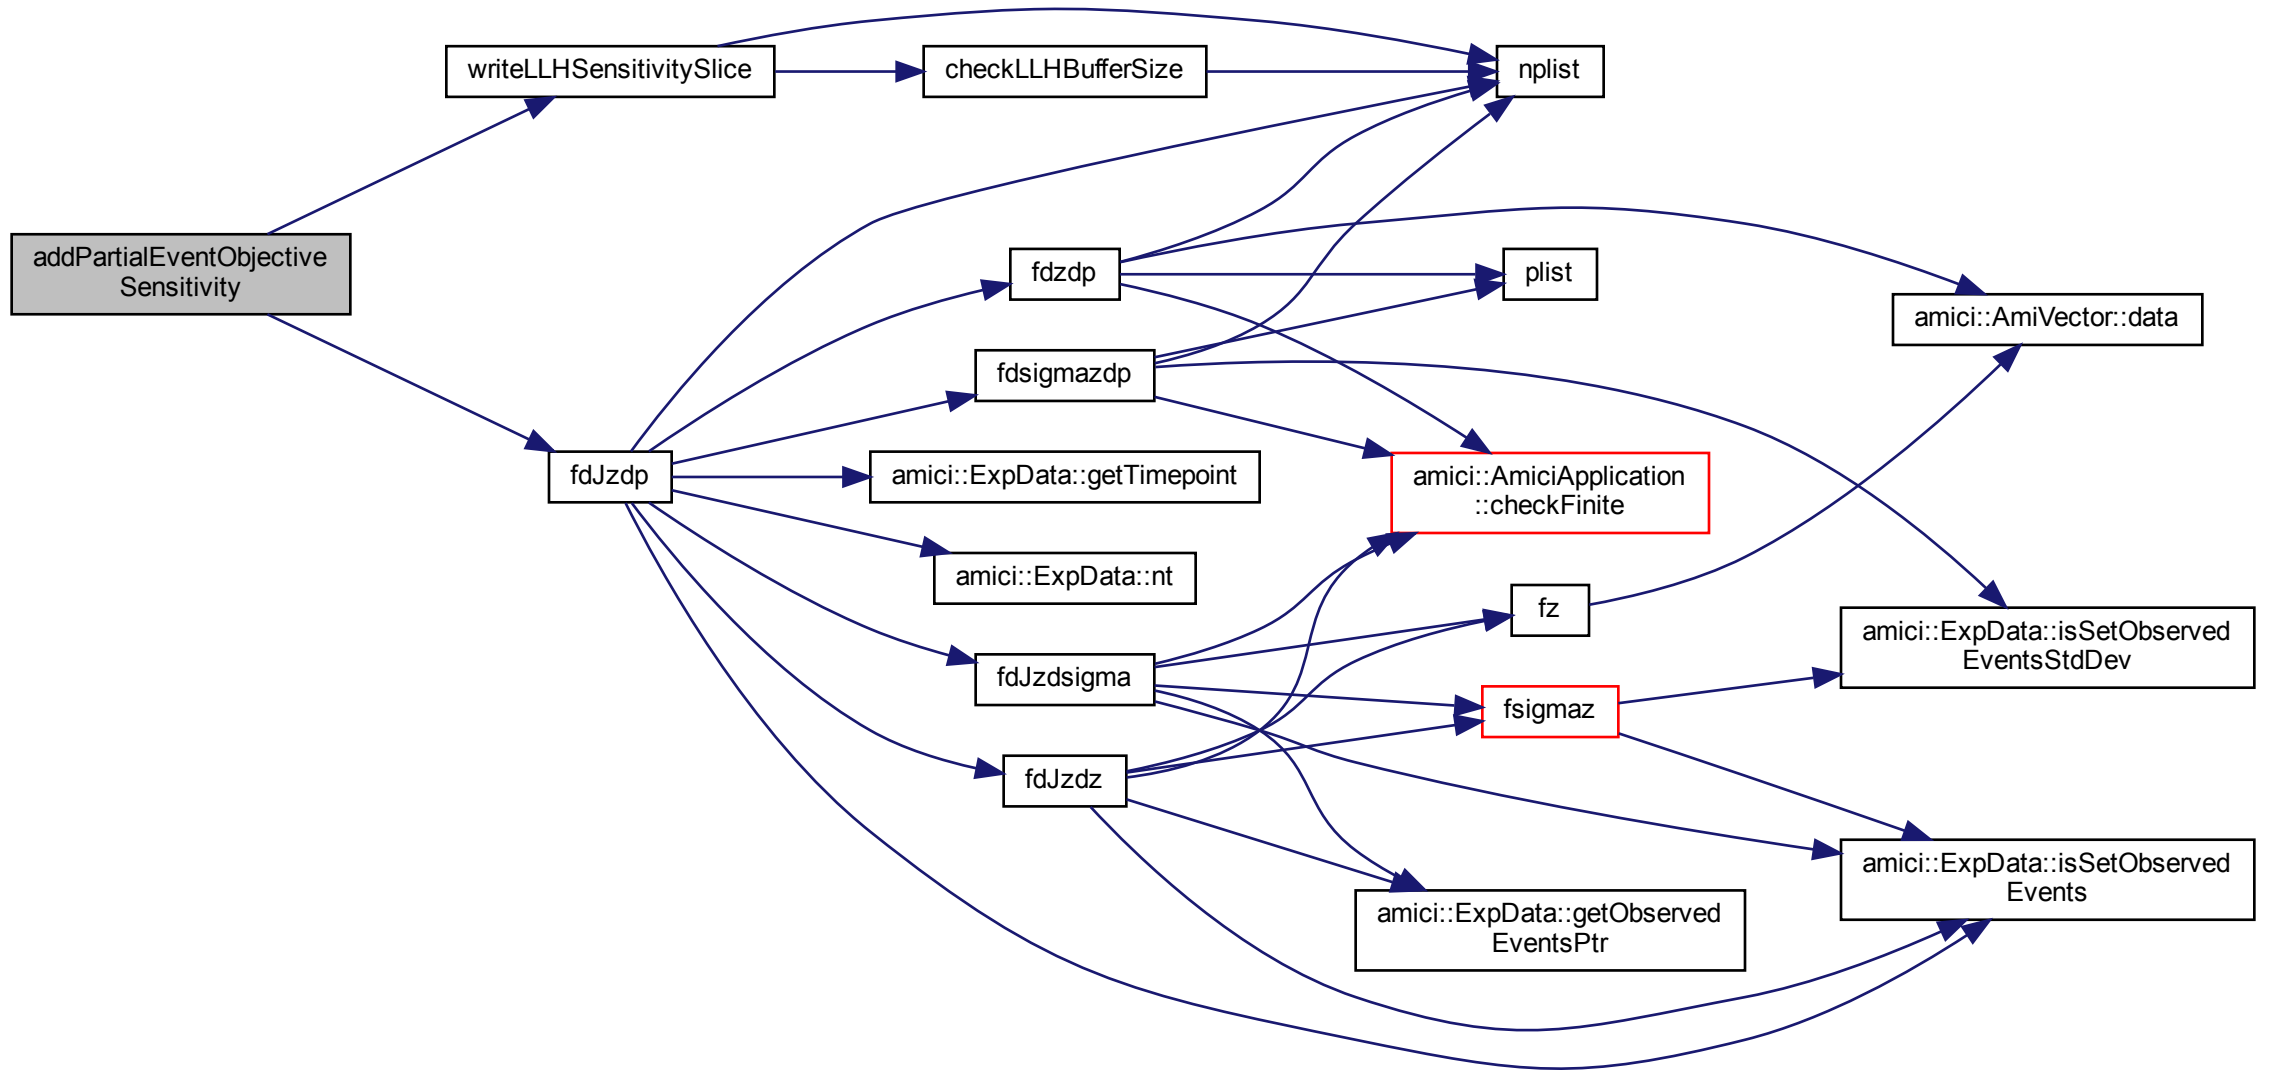 addPartialEventObjective
Sensitivity
writeLLHSensitivitySlice
checkLLHBufferSize
nplist
fdJzdp
fdzdp
plist
amici::AmiVector::data
fdsigmazdp
amici::ExpData::getTimepoint
amici::AmiciApplication
::checkFinite
amici::ExpData::nt
fz
amici::ExpData::isSetObserved
EventsStdDev
fdJzdsigma
fsigmaz
fdJzdz
amici::ExpData::isSetObserved
Events
amici::ExpData::getObserved
EventsPtr